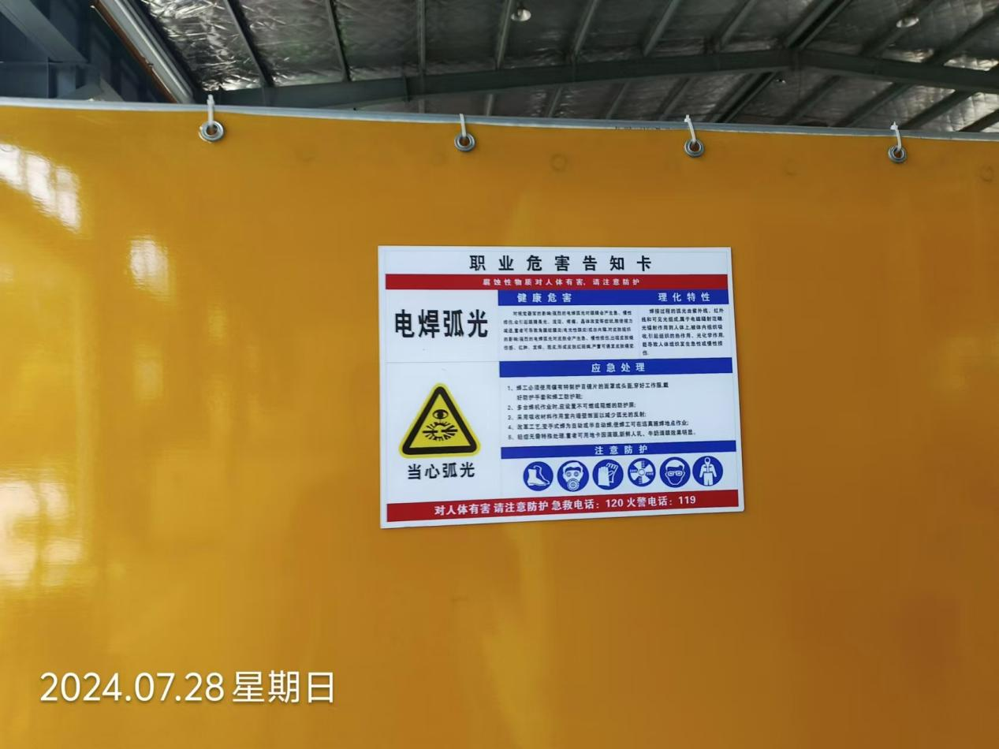 职业危害告知卡
腐蚀性物质对人体有害，请注意防护
电焊弧光
健康危害
对视觉器官的影响:强烈的电焊弧光对眼睛会产生急、慢性
损伤,会引起眼睛畏光、流泪、疼痛、晶体改变等症状,致使视力
减退,重者可导致角膜结膜炎(电光性眼炎)或白内障,对皮肤组织
的影响:强烈的电焊弧光对皮肤会产生急、慢性损伤,出现皮肤烧
伤感、红肿、发痒、脱皮,形成皮肤红斑病,严重可诱发皮肤癌变
理化特性
焊接过程的弧光由紫外线、红外
线和可见光组成,属于电磁辐射范畴.
光辐射作用到人体上,被体内组织吸
收,引起组织的热作用、光化学作用,
能导致人体组织发生急性或慢性损
伤.
当心弧光
应急处理
1、焊工必须使用镶有特制护目镜片的面罩或头盔,穿好工作服,戴
好防护手套和焊工防护鞋;
2、多台焊机作业时,应设置不可燃或阻燃的防护屏;
3、采用吸收材料作用室内墙壁饰面以减少弧光的反射;
4、改革工艺,变手式焊为自动或半自动焊,使焊工可在远离施焊地点作业;
5、轻症无需特殊处理,重者可用地卡因滴眼,新鲜人乳、牛奶滴眼效果明显。
注意防护
对人体有害 请注意防护 急救电话：120 火警电话：119
2024.07.28 星期日